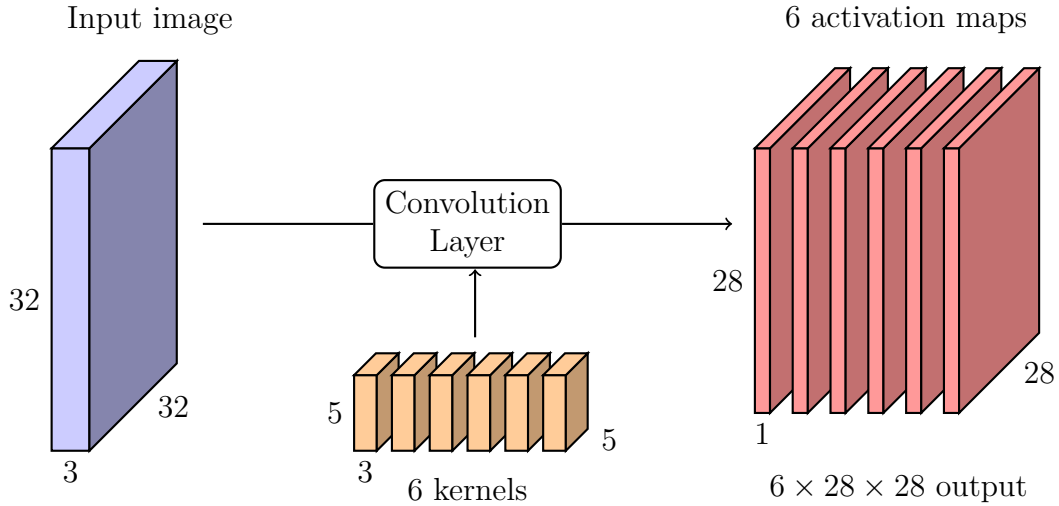 Input image
6 activation maps
Convolution
Layer
32
32
3
5
5
3
6 kernels
28
28
1
6 × 28 × 28 output